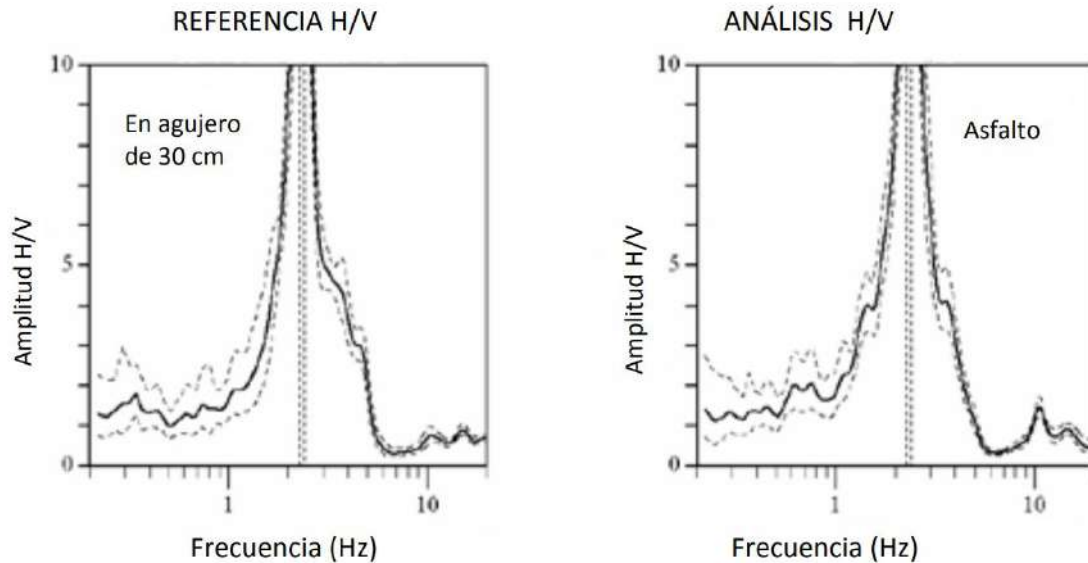 REFERENCIA H/V
ANÁLISIS H/V
10
En agujero
de 30 cm
5
0
Amplitud H/V
1
10
Frecuencia (Hz)
10
Asfalto
5
0
Amplitud H/V
1
10
Frecuencia (Hz)